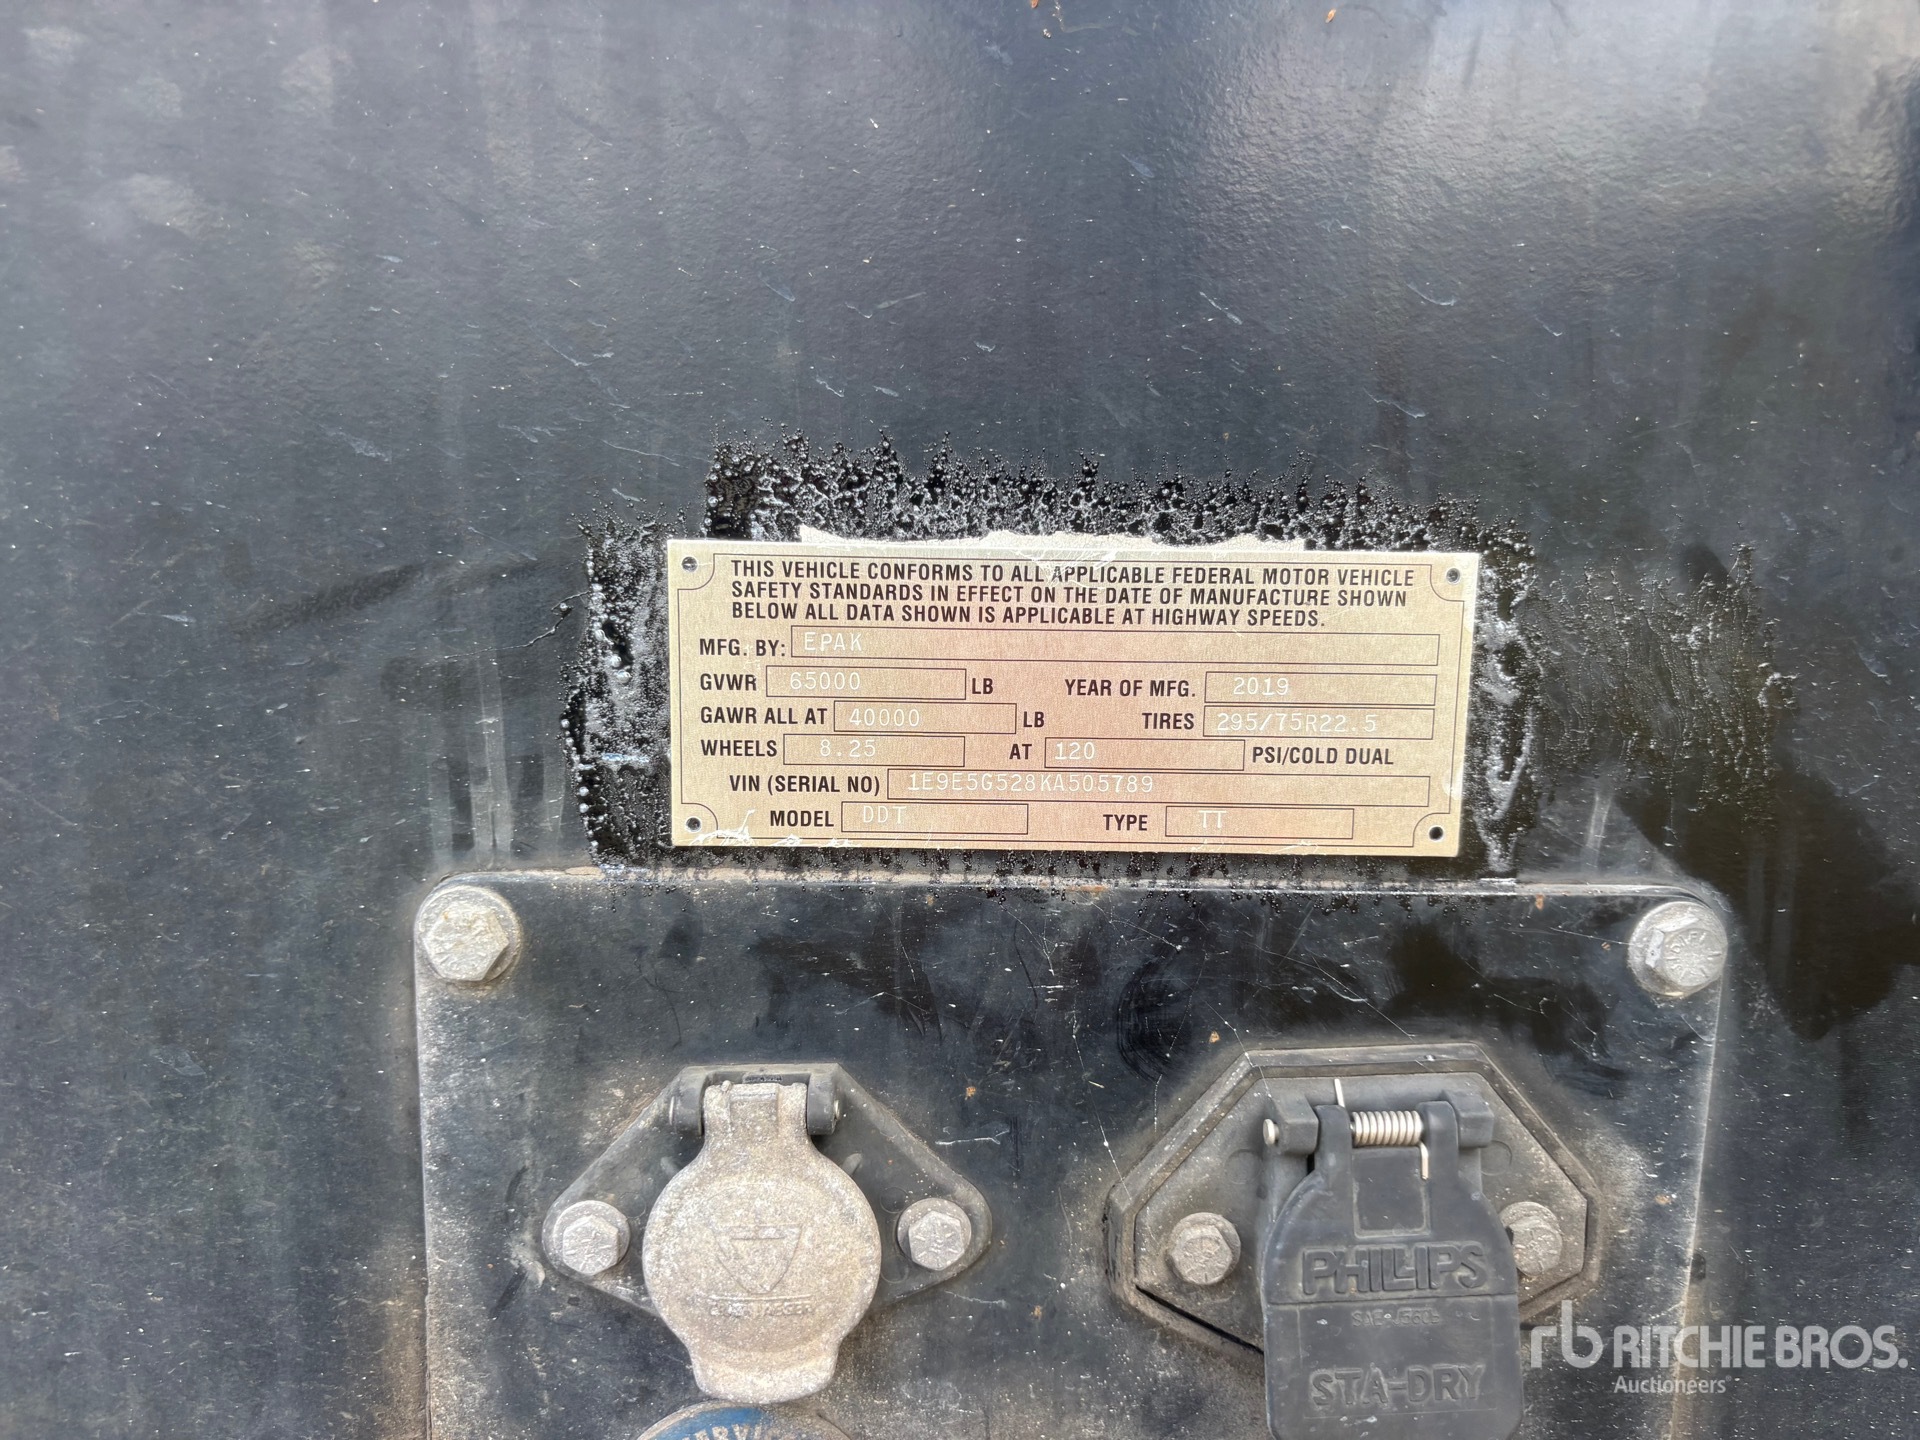 THIS VEHICLE CONFORMS TO ALL APPLICABLE FEDERAL MOTOR VEHICLE
SAFETY STANDARDS IN EFFECT ON THE DATE OF MANUFACTURE SHOWN
BELOW ALL DATA SHOWN IS APPLICABLE AT HIGHWAY SPEEDS.
MFG. BY: EPAK
GVWR 65000 LB YEAR OF MFG. 2019
GAWR ALL AT 40000 LB TIRES 295/75R22.5
WHEELS 8.25 AT 120 PSI/COLD DUAL
VIN (SERIAL NO) 1E9E5G528KA505789
MODEL DDT TYPE TT
PHILLIPS
STA-DRY
rb RITCHIE BROS.
Auctioneers